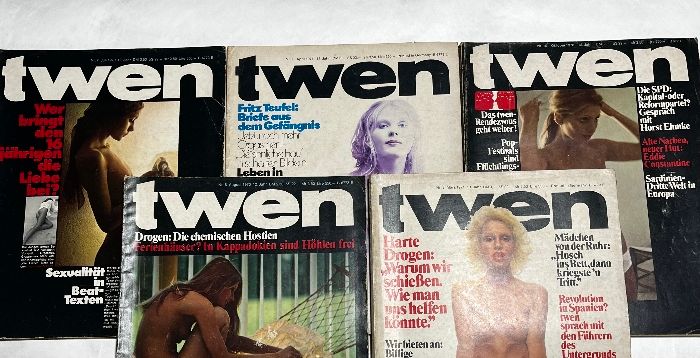 twen
Wer
bringt
den
16
jährigen
die
Liebe
bei?
Sexualität
in
Beat-
Texten
twen
Fritz Teufel:
Briefe aus
dem Gefängnis
Leben in
twen
Das twen-
Rendezvous
geht weiter!
Pop-
Festivals
sind
Flüchtlings-
Die SPD:
Kapital- oder
Reformpartei?
Gespräch
mit
Horst Ehmke
Alte Narben,
neuer Hut:
Eddie
Constantine
Sardinien-
Dritte Welt
in
Europa
twen
Drogen: Die chemischen Hostien
Ferienhäuser? In Kappadokien sind Höhlen frei
twen
Harte
Drogen:
„Warum wir
schießen.
Wie man
uns helfen
könnte.“
Wir bieten an:
Billige
Mädchen
von der Ruhr:
„Hosch
ins Bett, dann
kriegste 'n
Tritt.“
Revolution
in Spanien?
twen
sprach mit
den Führern
des
Untergrunds